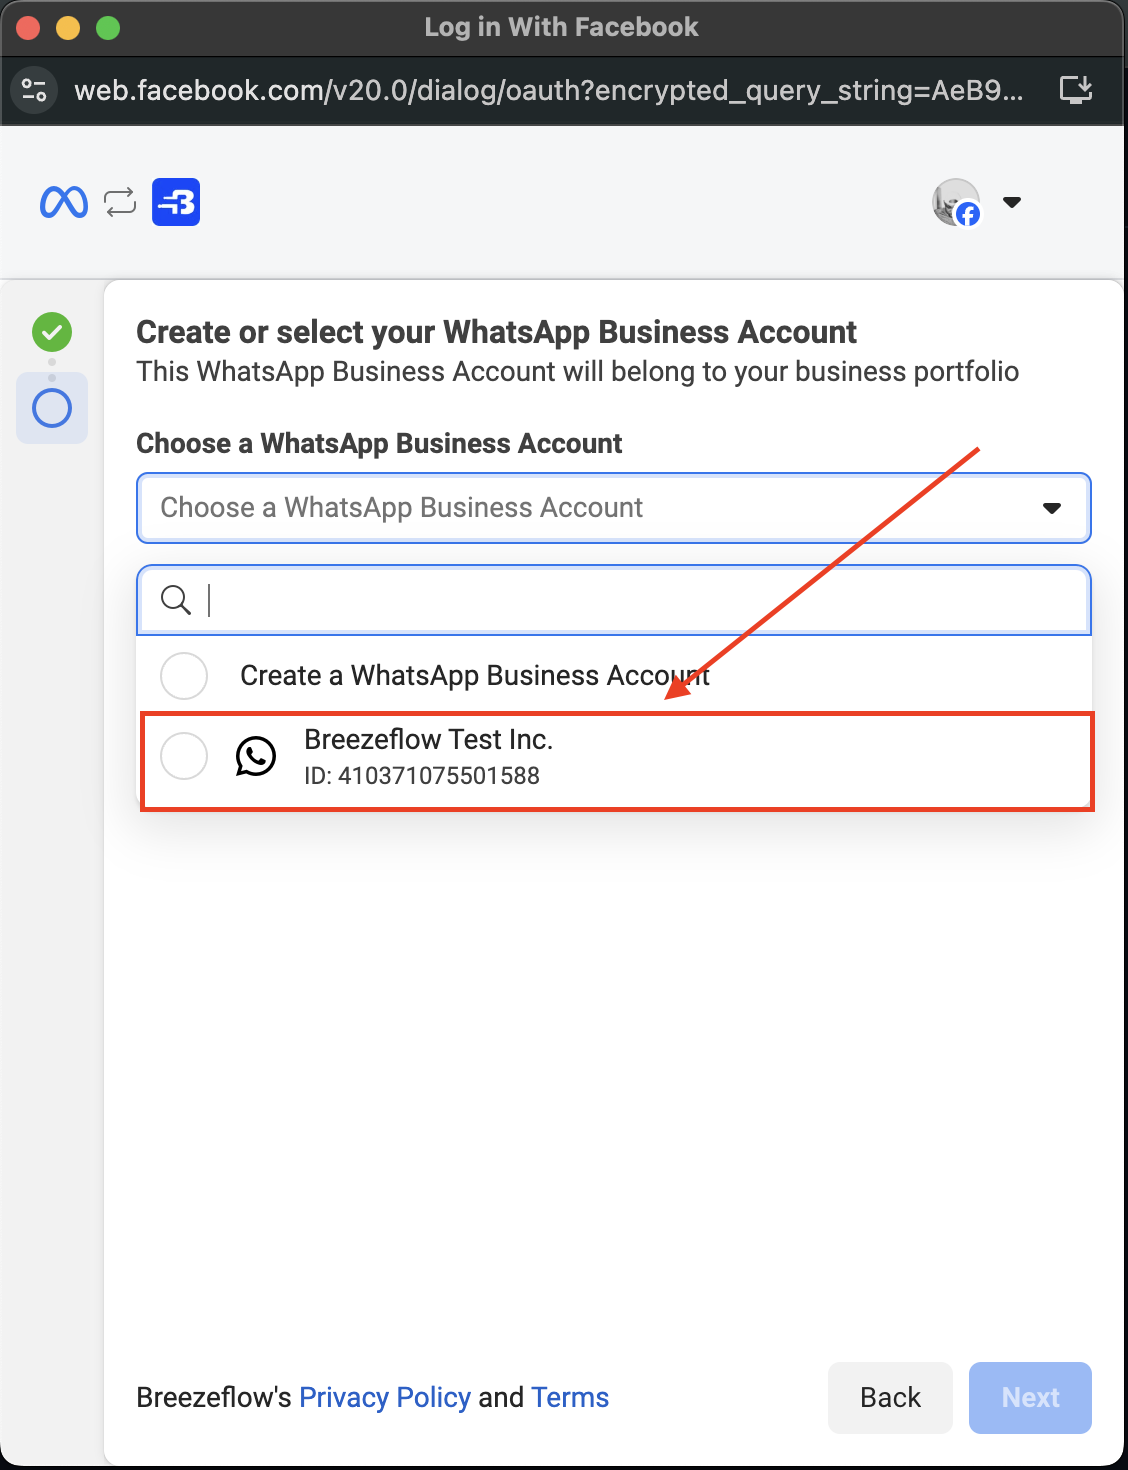 Log in With Facebook
web.facebook.com/v20.0/dialog/oauth?encrypted_query_string=AeB9...
Create or select your WhatsApp Business Account
This WhatsApp Business Account will belong to your business portfolio
Choose a WhatsApp Business Account
Choose a WhatsApp Business Account
Create a WhatsApp Business Account
Breezeflow Test Inc.
ID: 410371075501588
Breezeflow's Privacy Policy and Terms
Back
Next